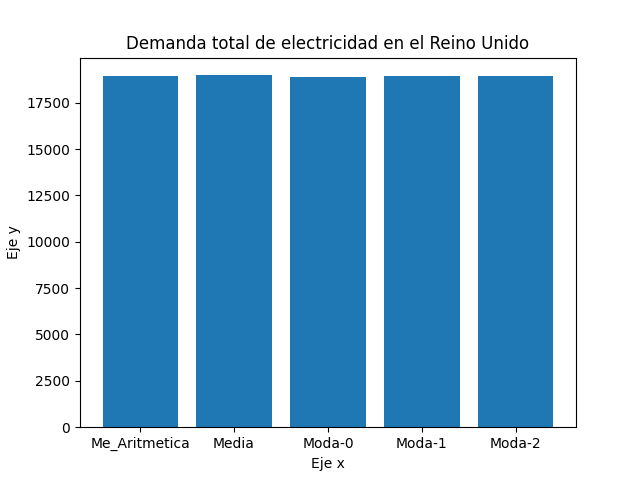 Demanda total de electricidad en el Reino Unido
17500
15000
12500
10000
7500
5000
2500
0
Eje y
Me_Aritmetica Media Moda-0 Moda-1 Moda-2
Eje x